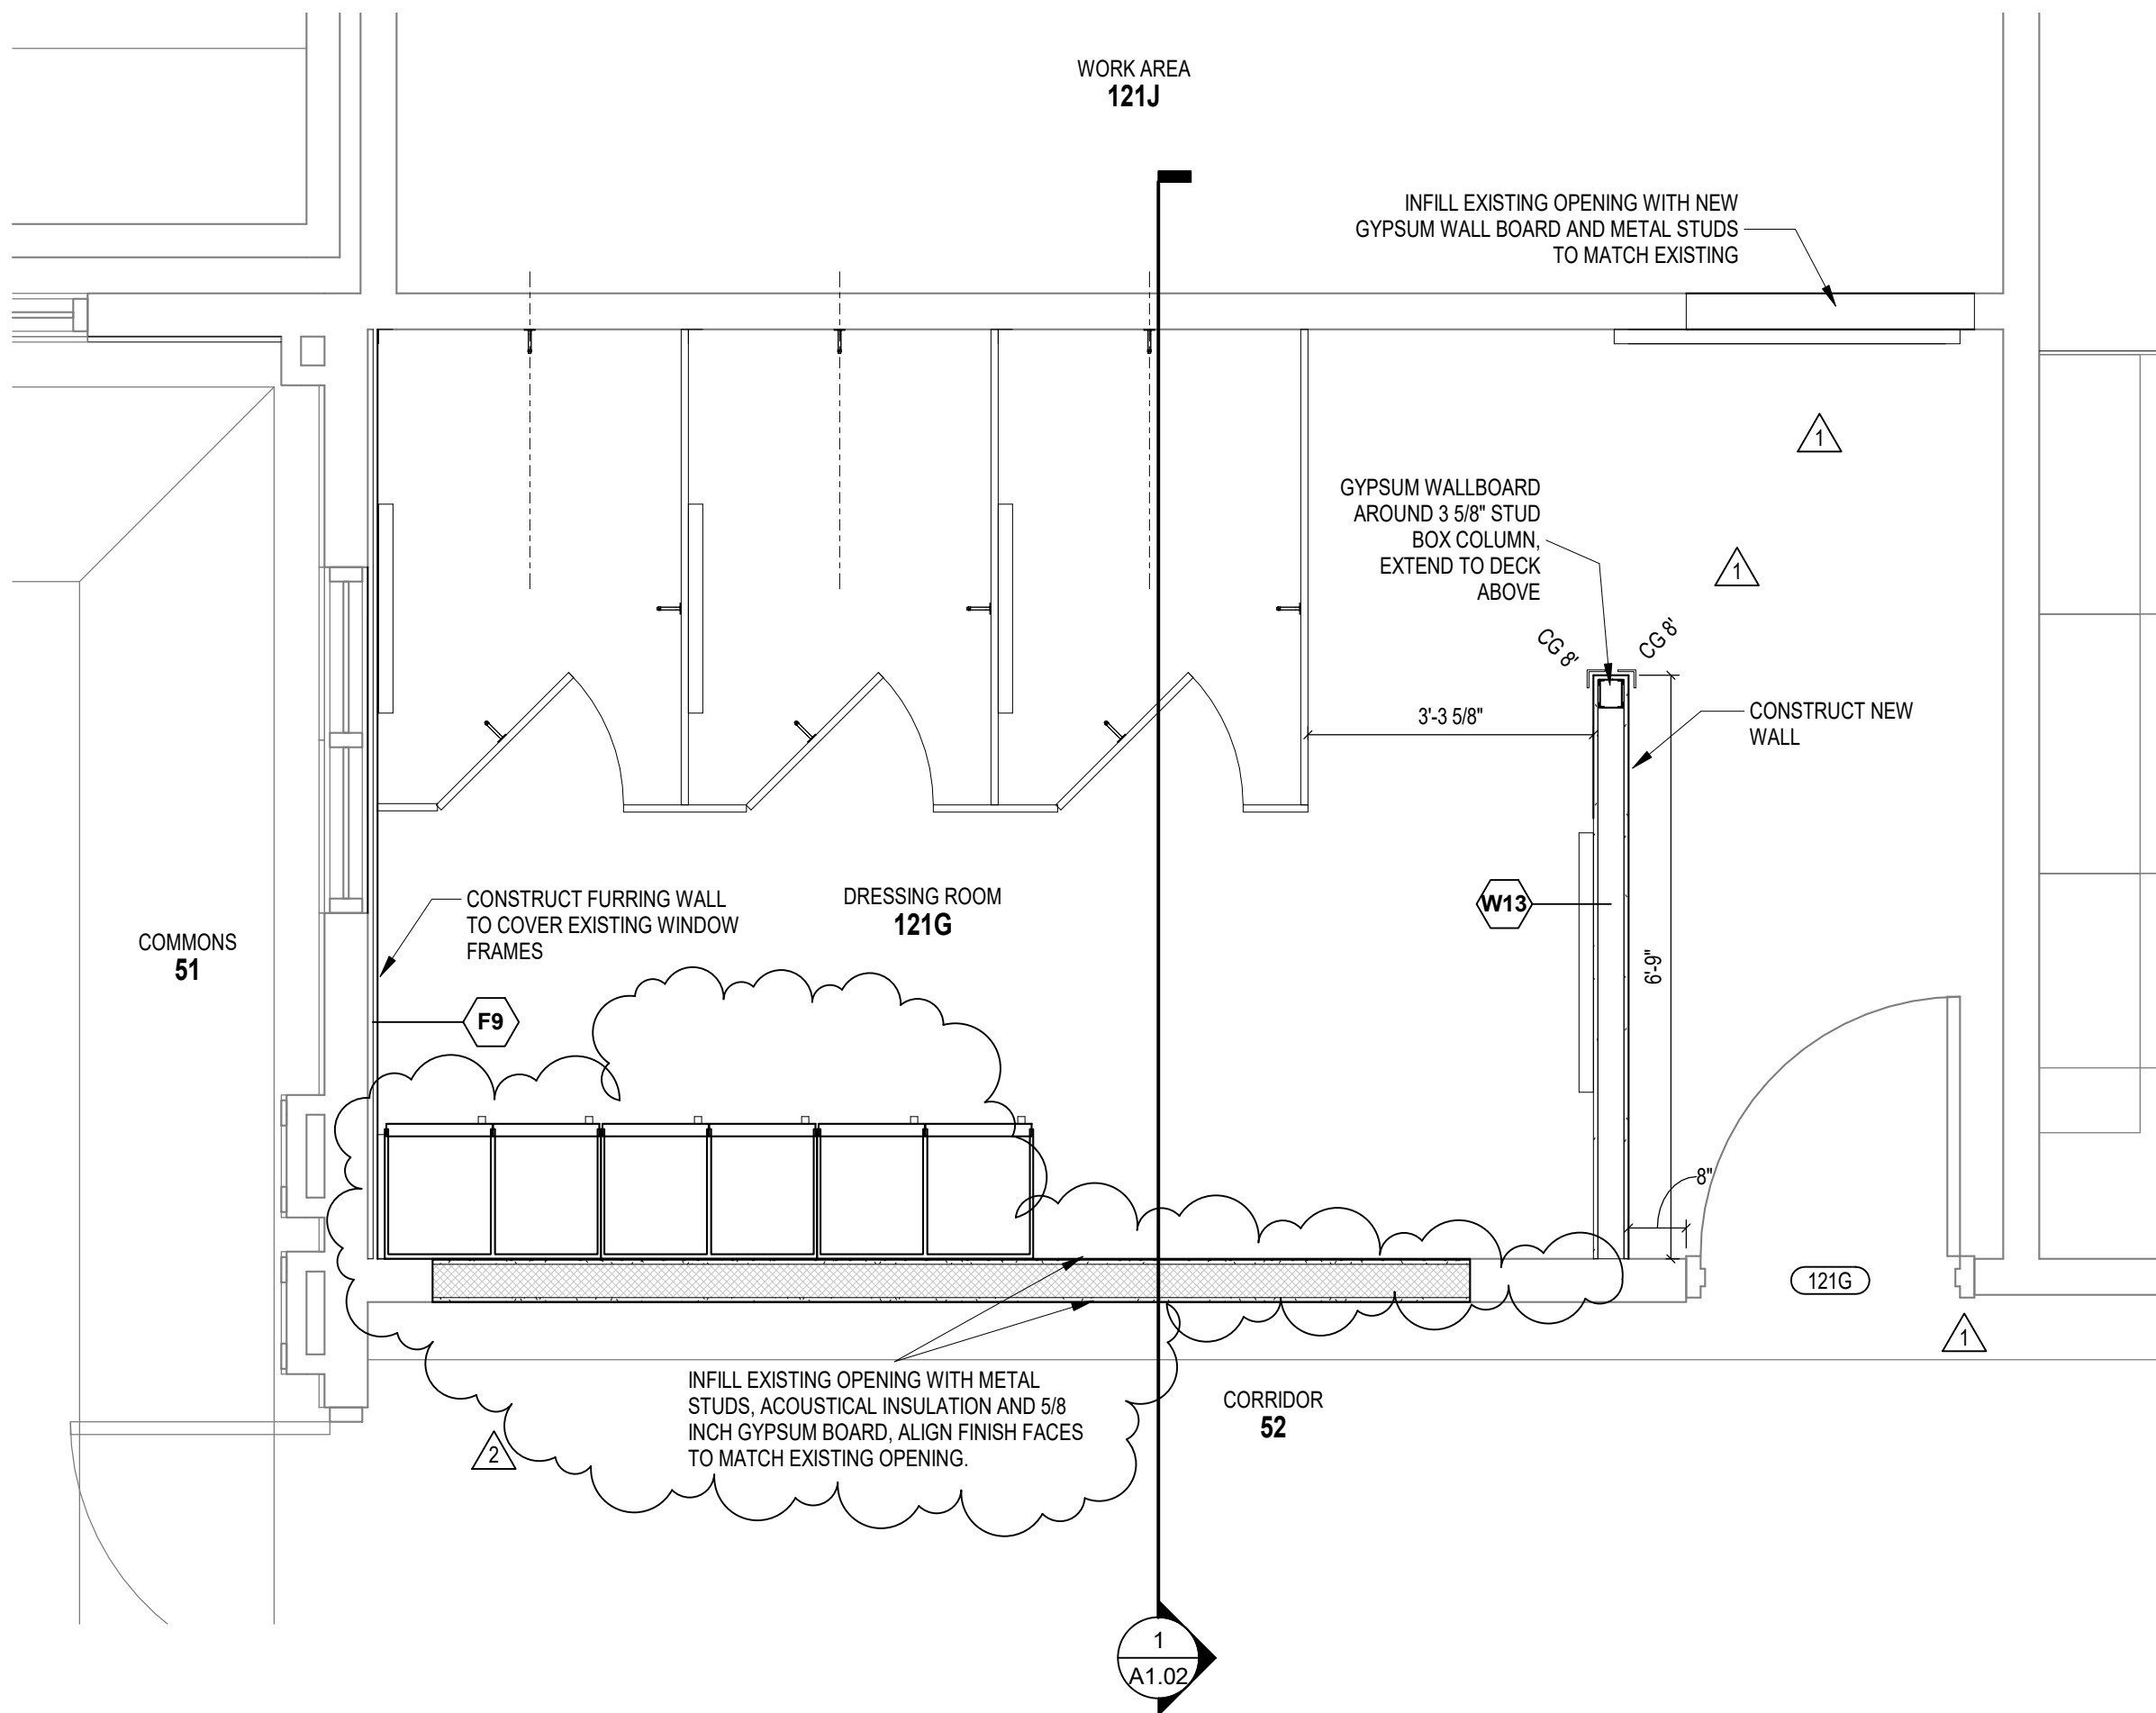 WORK AREA
121J
INFILL EXISTING OPENING WITH NEW
GYPSUM WALL BOARD AND METAL STUDS
TO MATCH EXISTING
1
GYPSUM WALLBOARD
AROUND 3 5/8" STUD
BOX COLUMN,
EXTEND TO DECK
ABOVE
1
CG 8'
CG 8'
3'-3 5/8"
CONSTRUCT NEW
WALL
CONSTRUCT FURRING WALL
TO COVER EXISTING WINDOW
FRAMES
DRESSING ROOM
121G
W13
COMMONS
51
6'-9"
F9
8"
121G
1
INFILL EXISTING OPENING WITH METAL
STUDS, ACOUSTICAL INSULATION AND 5/8
INCH GYPSUM BOARD, ALIGN FINISH FACES
TO MATCH EXISTING OPENING.
2
CORRIDOR
52
1
A1.02